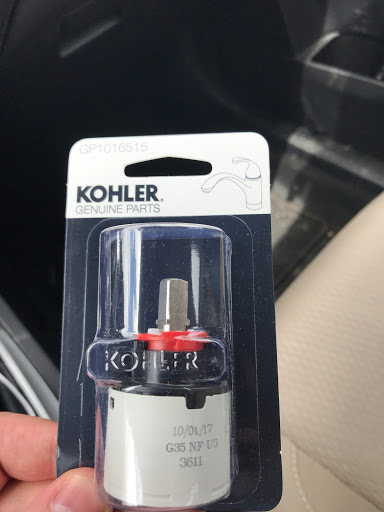 GP1016515
KOHLER®
GENUINE PARTS
KOHLER
10/01/17
G35 NF US
3611